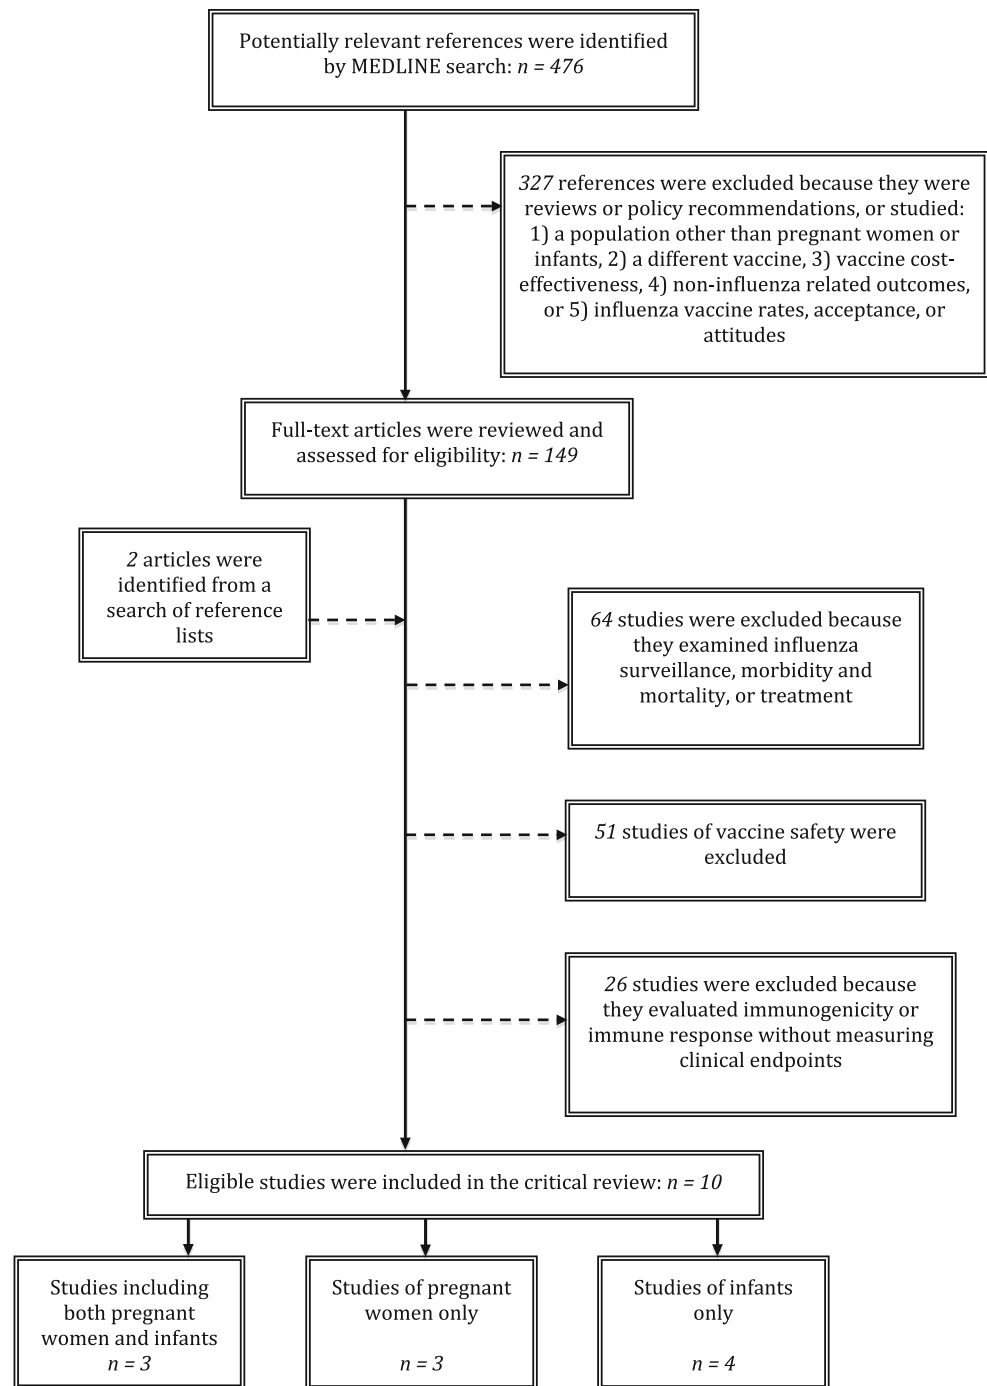 Potentially relevant references were identified
by MEDLINE search: n = 476
327 references were excluded because they were
reviews or policy recommendations, or studied:
1) a population other than pregnant women or
infants, 2) a different vaccine, 3) vaccine cost-
effectiveness, 4) non-influenza related outcomes,
or 5) influenza vaccine rates, acceptance, or
attitudes
Full-text articles were reviewed and
assessed for eligibility: n = 149
2 articles were
identified from a
search of reference
lists
64 studies were excluded because
they examined influenza
surveillance, morbidity and
mortality, or treatment
51 studies of vaccine safety were
excluded
26 studies were excluded because
they evaluated immunogenicity or
immune response without measuring
clinical endpoints
Eligible studies were included in the critical review: n = 10
Studies including
both pregnant
women and infants
n = 3
Studies of pregnant
women only
n = 3
Studies of infants
only
n = 4